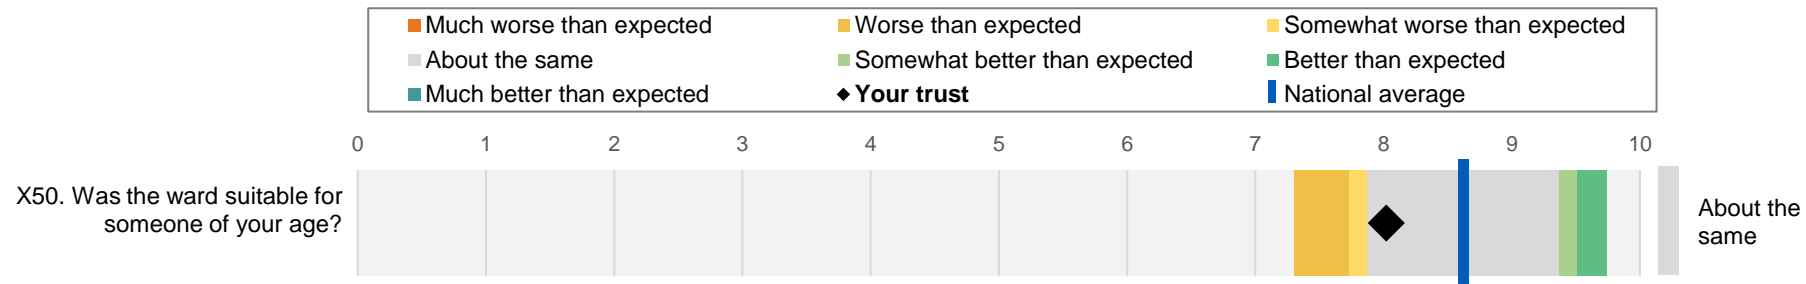 Much worse than expected Worse than expected Somewhat worse than expected
About the same Somewhat better than expected Better than expected
Much better than expected Your trust National average
0 1 2 3 4 5 6 7 8 9 10
X50. Was the ward suitable for
someone of your age?
About the
same